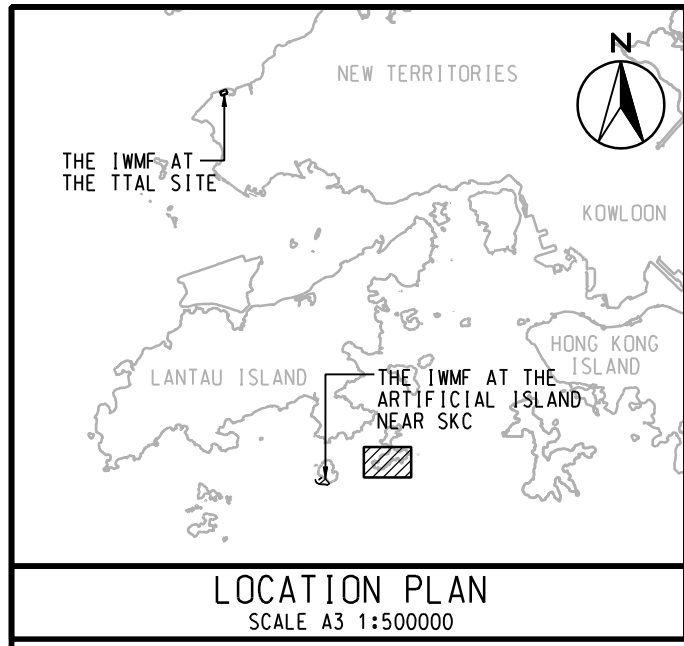 N
NEW TERRITORIES
THE IWMF AT
THE TTAL SITE
KOWLOON
HONG KONG
ISLAND
LANTAU ISLAND
THE IWMF AT THE
ARTIFICIAL ISLAND
NEAR SKC
LOCATION PLAN
SCALE A3 1:500000